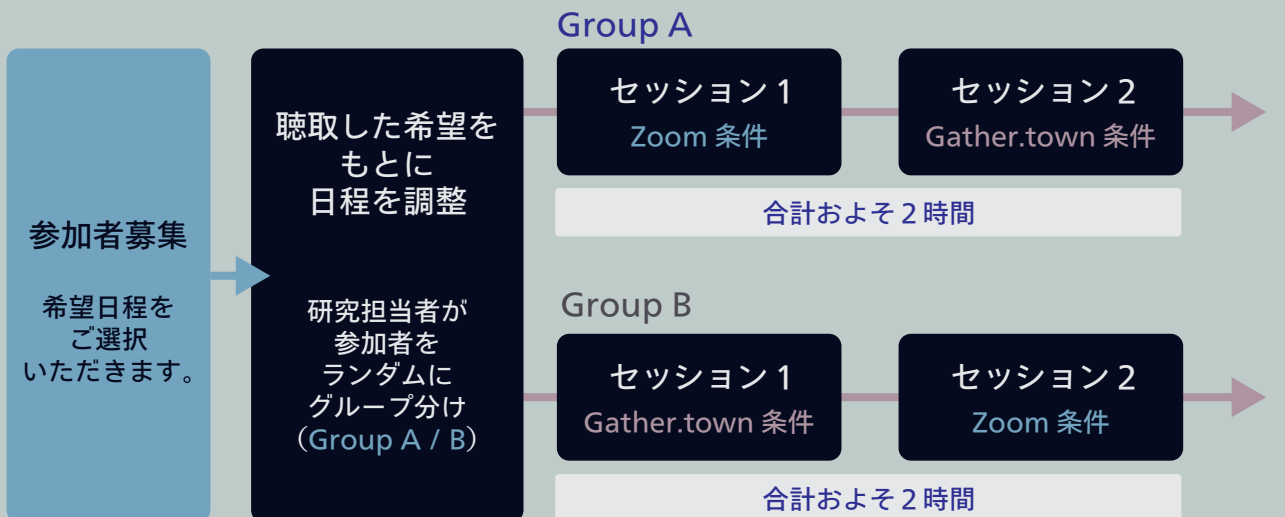 参加者募集
希望日程を
ご選択
いただきます。
聴取した希望を
もとに
日程を調整
研究担当者が
参加者を
ランダムに
グループ分け
（Group A / B）
Group A
セッション 1
Zoom 条件
セッション 2
Gather.town 条件
合計およそ 2 時間
Group B
セッション 1
Gather.town 条件
セッション 2
Zoom 条件
合計およそ 2 時間